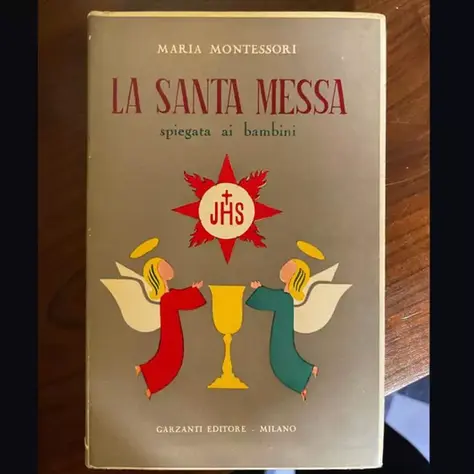 MARIA MONTESSORI
LA SANTA MESSA
spiegata ai bambini
JHS
GARZANTI EDITORE - MILANO